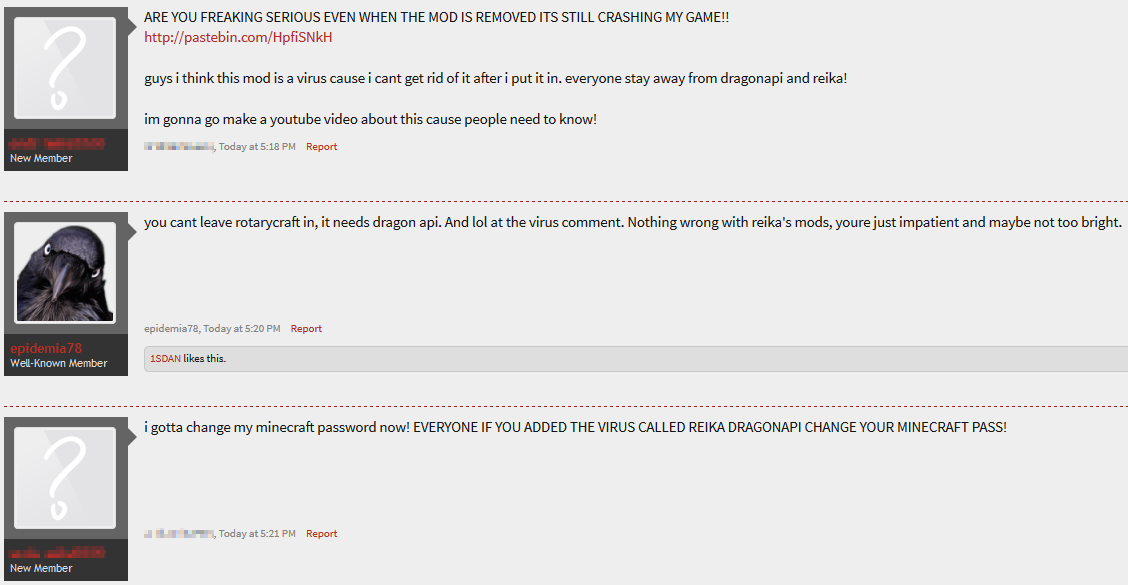 ARE YOU FREAKING SERIOUS EVEN WHEN THE MOD IS REMOVED ITS STILL CRASHING MY GAME!!
http://pastebin.com/HpfiSNkH
guys i think this mod is a virus cause i cant get rid of it after i put it in. everyone stay away from dragonapi and reika!
im gonna go make a youtube video about this cause people need to know!
New Member
, Today at 5:18 PM Report
you cant leave rotarycraft in, it needs dragon api. And lol at the virus comment. Nothing wrong with reika's mods, youre just impatient and maybe not too bright.
epidemia78, Today at 5:20 PM Report
epidemia78
Well-Known Member
1SDAN likes this.
i gotta change my minecraft password now! EVERYONE IF YOU ADDED THE VIRUS CALLED REIKA DRAGONAPI CHANGE YOUR MINECRAFT PASS!
, Today at 5:21 PM Report
New Member